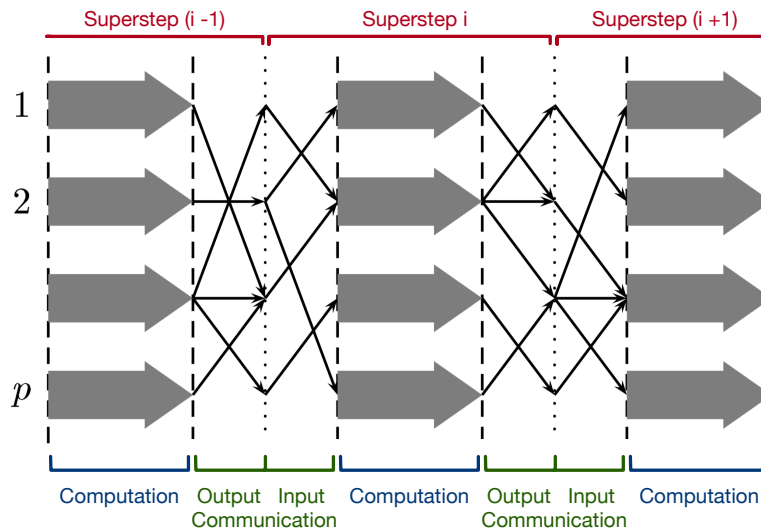 Superstep (i -1) Superstep i Superstep (i +1)
1
2
p
Computation Output Input Computation Output Input Computation
Communication Communication